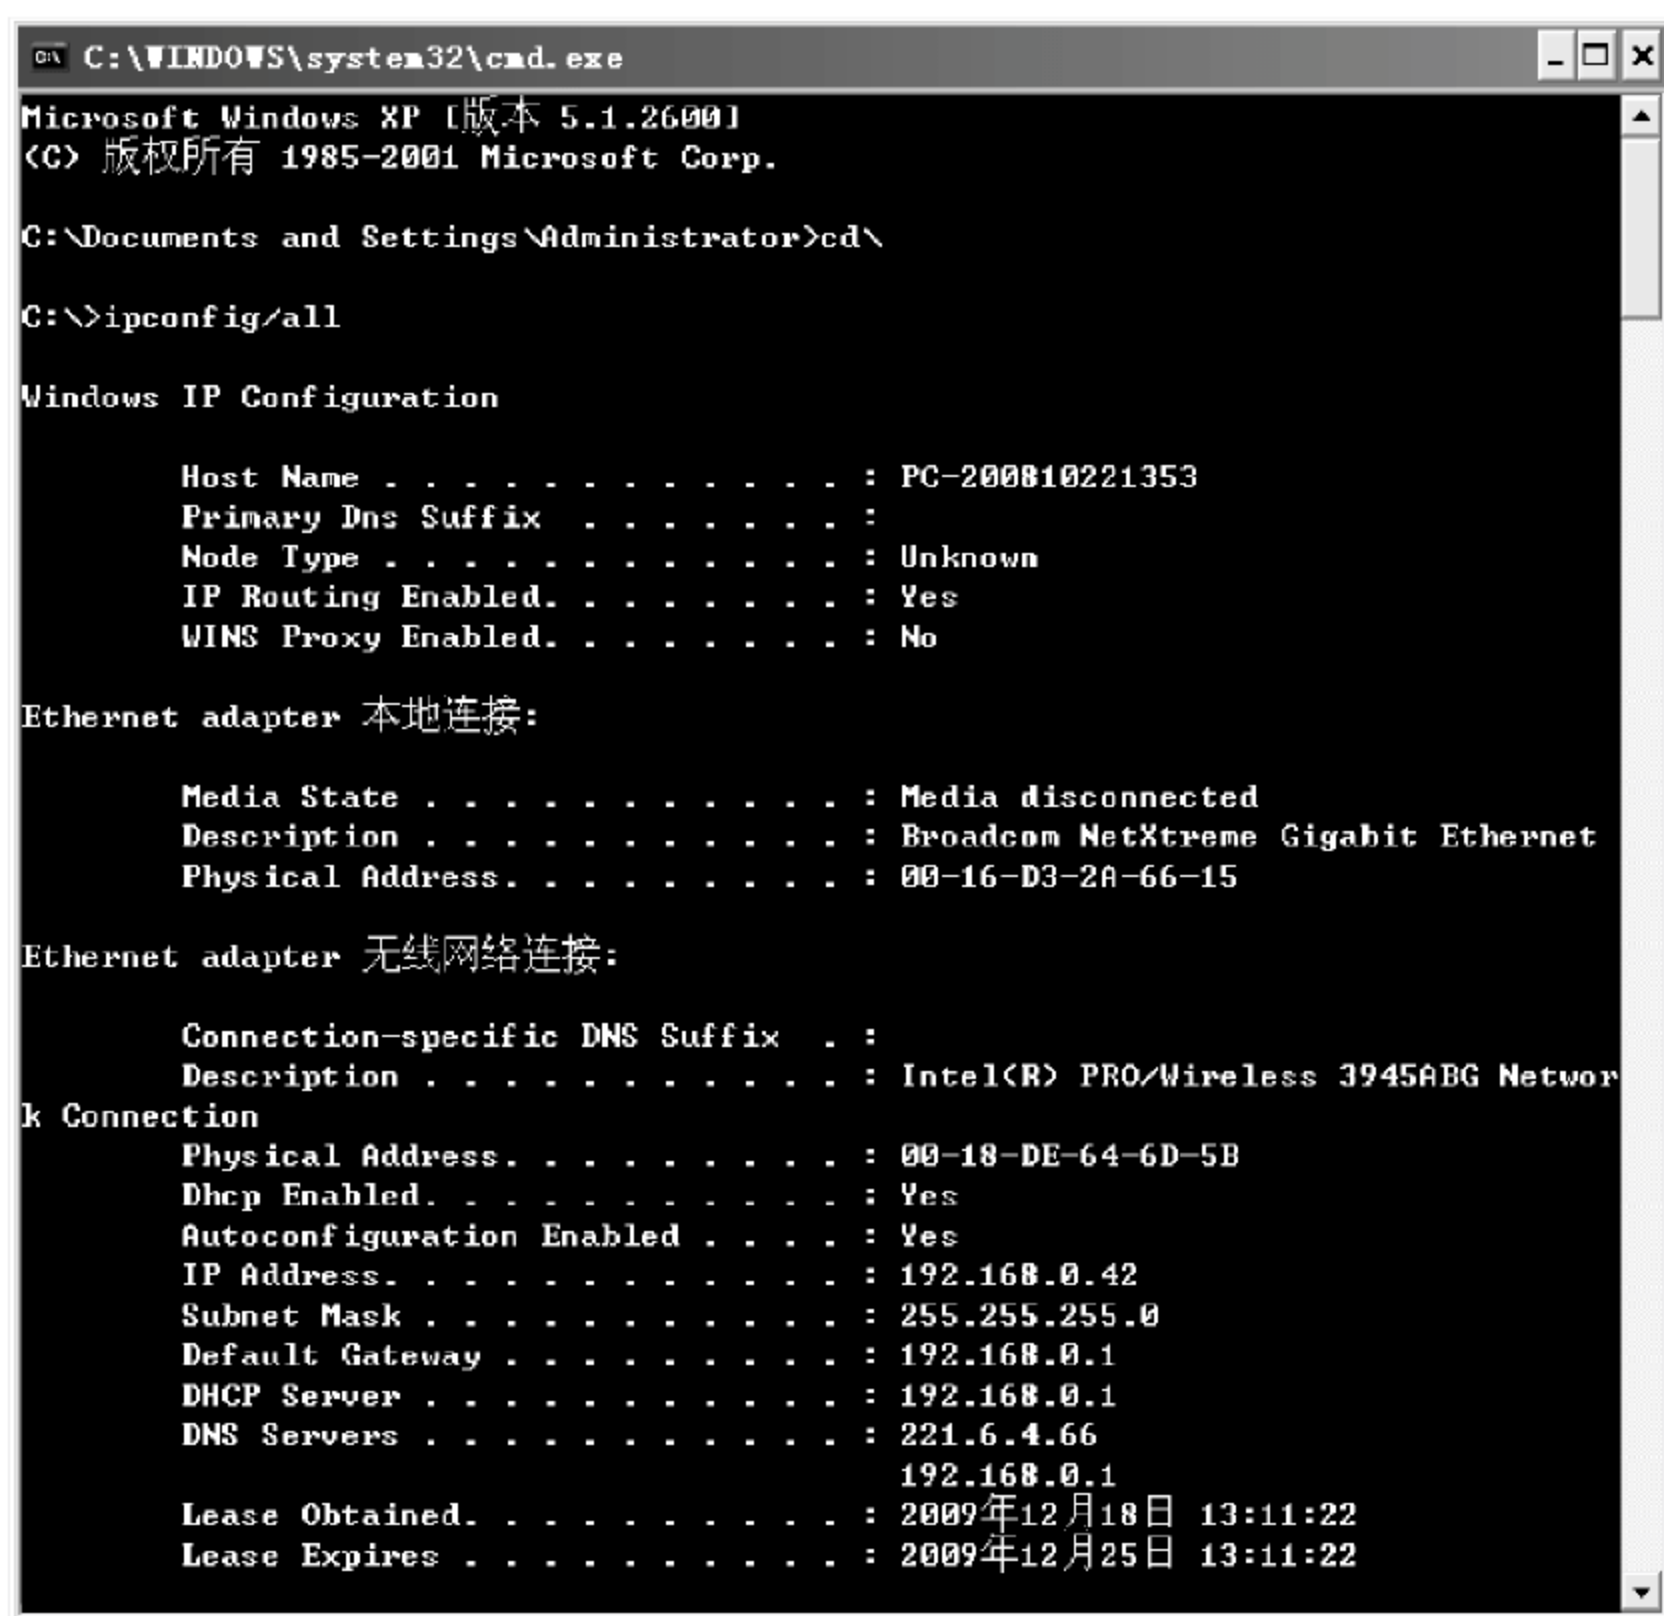 C:\WINDOWS\system32\cmd.exe
Microsoft Windows XP [版本 5.1.2600]
(C) 版权所有 1985-2001 Microsoft Corp.
C:\Documents and Settings\Administrator>cd\
C:\>ipconfig/all
Windows IP Configuration
Host Name . . . . . . . . . . . . : PC-200810221353
Primary Dns Suffix  . . . . . . . :
Node Type . . . . . . . . . . . . : Unknown
IP Routing Enabled. . . . . . . . : Yes
WINS Proxy Enabled. . . . . . . . : No
Ethernet adapter 本地连接:
Media State . . . . . . . . . . . : Media disconnected
Description . . . . . . . . . . . : Broadcom NetXtreme Gigabit Ethernet
Physical Address. . . . . . . . . : 00-16-D3-2A-66-15
Ethernet adapter 无线网络连接:
Connection-specific DNS Suffix  . :
Description . . . . . . . . . . . : Intel(R) PRO/Wireless 3945ABG Networ
k Connection
Physical Address. . . . . . . . . : 00-18-DE-64-6D-5B
Dhcp Enabled. . . . . . . . . . . : Yes
Autoconfiguration Enabled . . . . : Yes
IP Address. . . . . . . . . . . . : 192.168.0.42
Subnet Mask . . . . . . . . . . . : 255.255.255.0
Default Gateway . . . . . . . . . : 192.168.0.1
DHCP Server . . . . . . . . . . . : 192.168.0.1
DNS Servers . . . . . . . . . . . : 221.6.4.66
192.168.0.1
Lease Obtained. . . . . . . . . . : 2009年12月18日 13:11:22
Lease Expires . . . . . . . . . . : 2009年12月25日 13:11:22